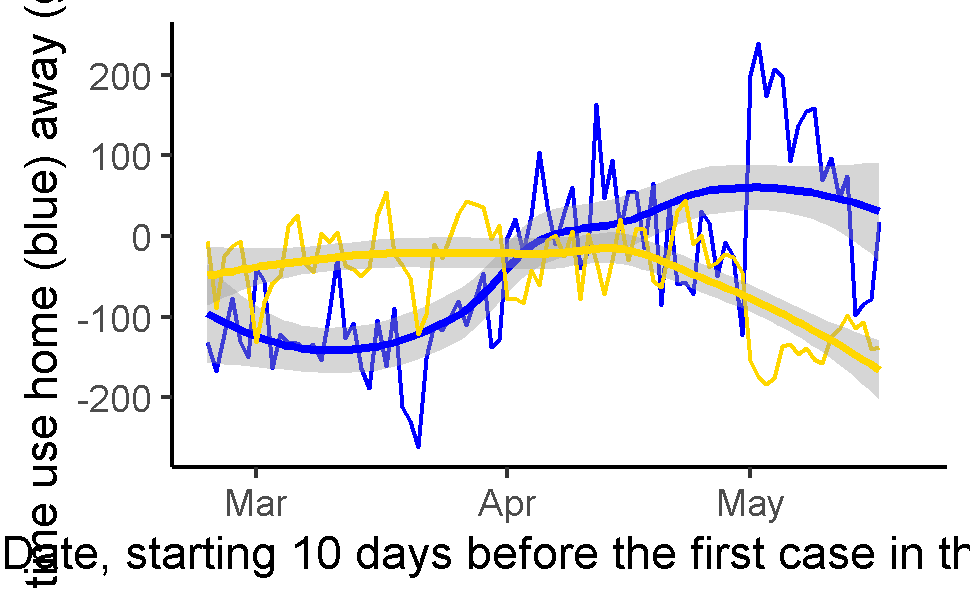 time use home (blue) away (
200
100
0
-100
-200
Mar
Apr
May
Date, starting 10 days before the first case in th